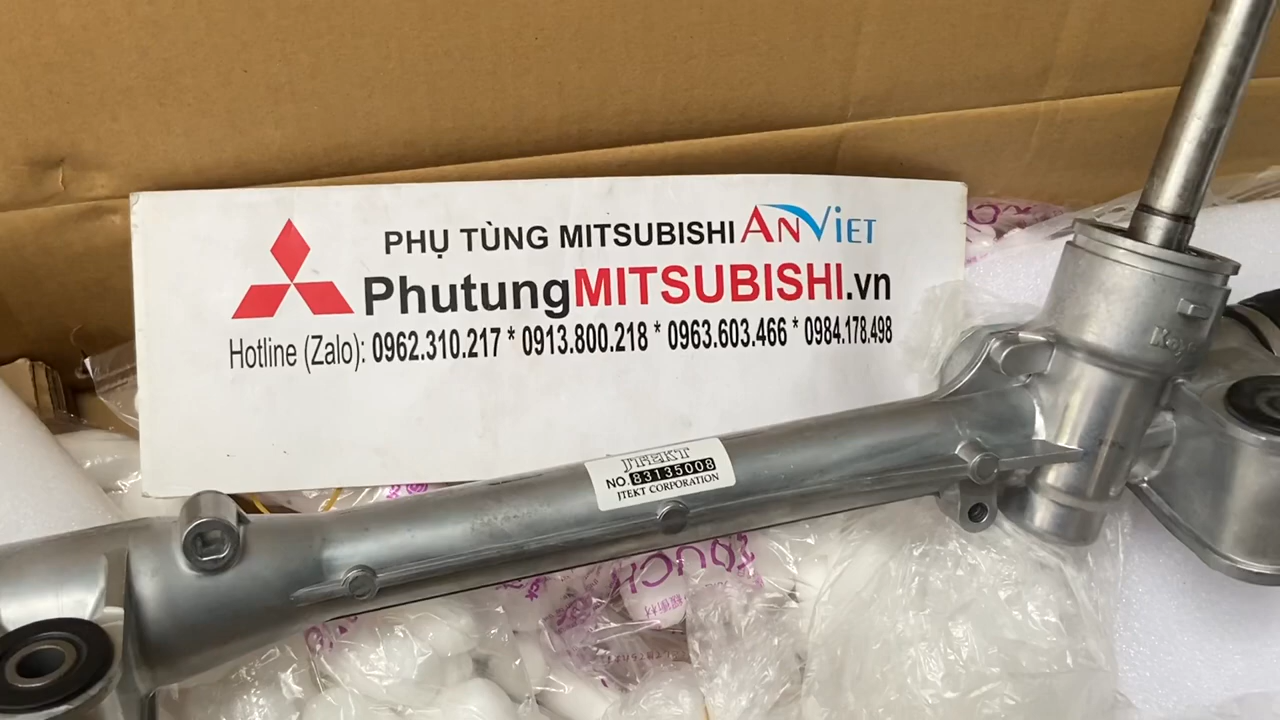 PHỤ TÙNG MITSUBISHI ANVIET
PhutungMITSUBISHI.vn
Hotline (Zalo): 0962.310.217 * 0913.800.218 * 0963.603.466 * 0984.178.498
JTEKT
NO. 83135008
JTEKT CORPORATION
TOUCH